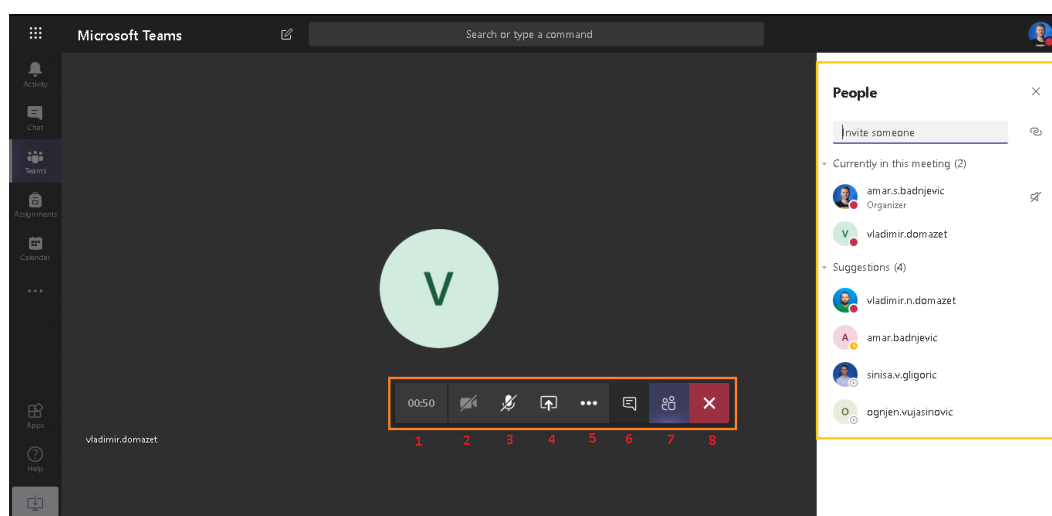 Microsoft Teams
Search or type a command
Activity
Chat
Teams
Assignments
Calendar
Apps
Help
V
vladimir.domazet
00:50
1 2 3 4 5 6 7 8
People
Invite someone
Currently in this meeting (2)
amar.s.badnjevic
Organizer
V vladimir.domazet
Suggestions (4)
vladimir.n.domazet
A amar.badnjevic
sinisa.v.gligoric
O ognjen.vujasinovic